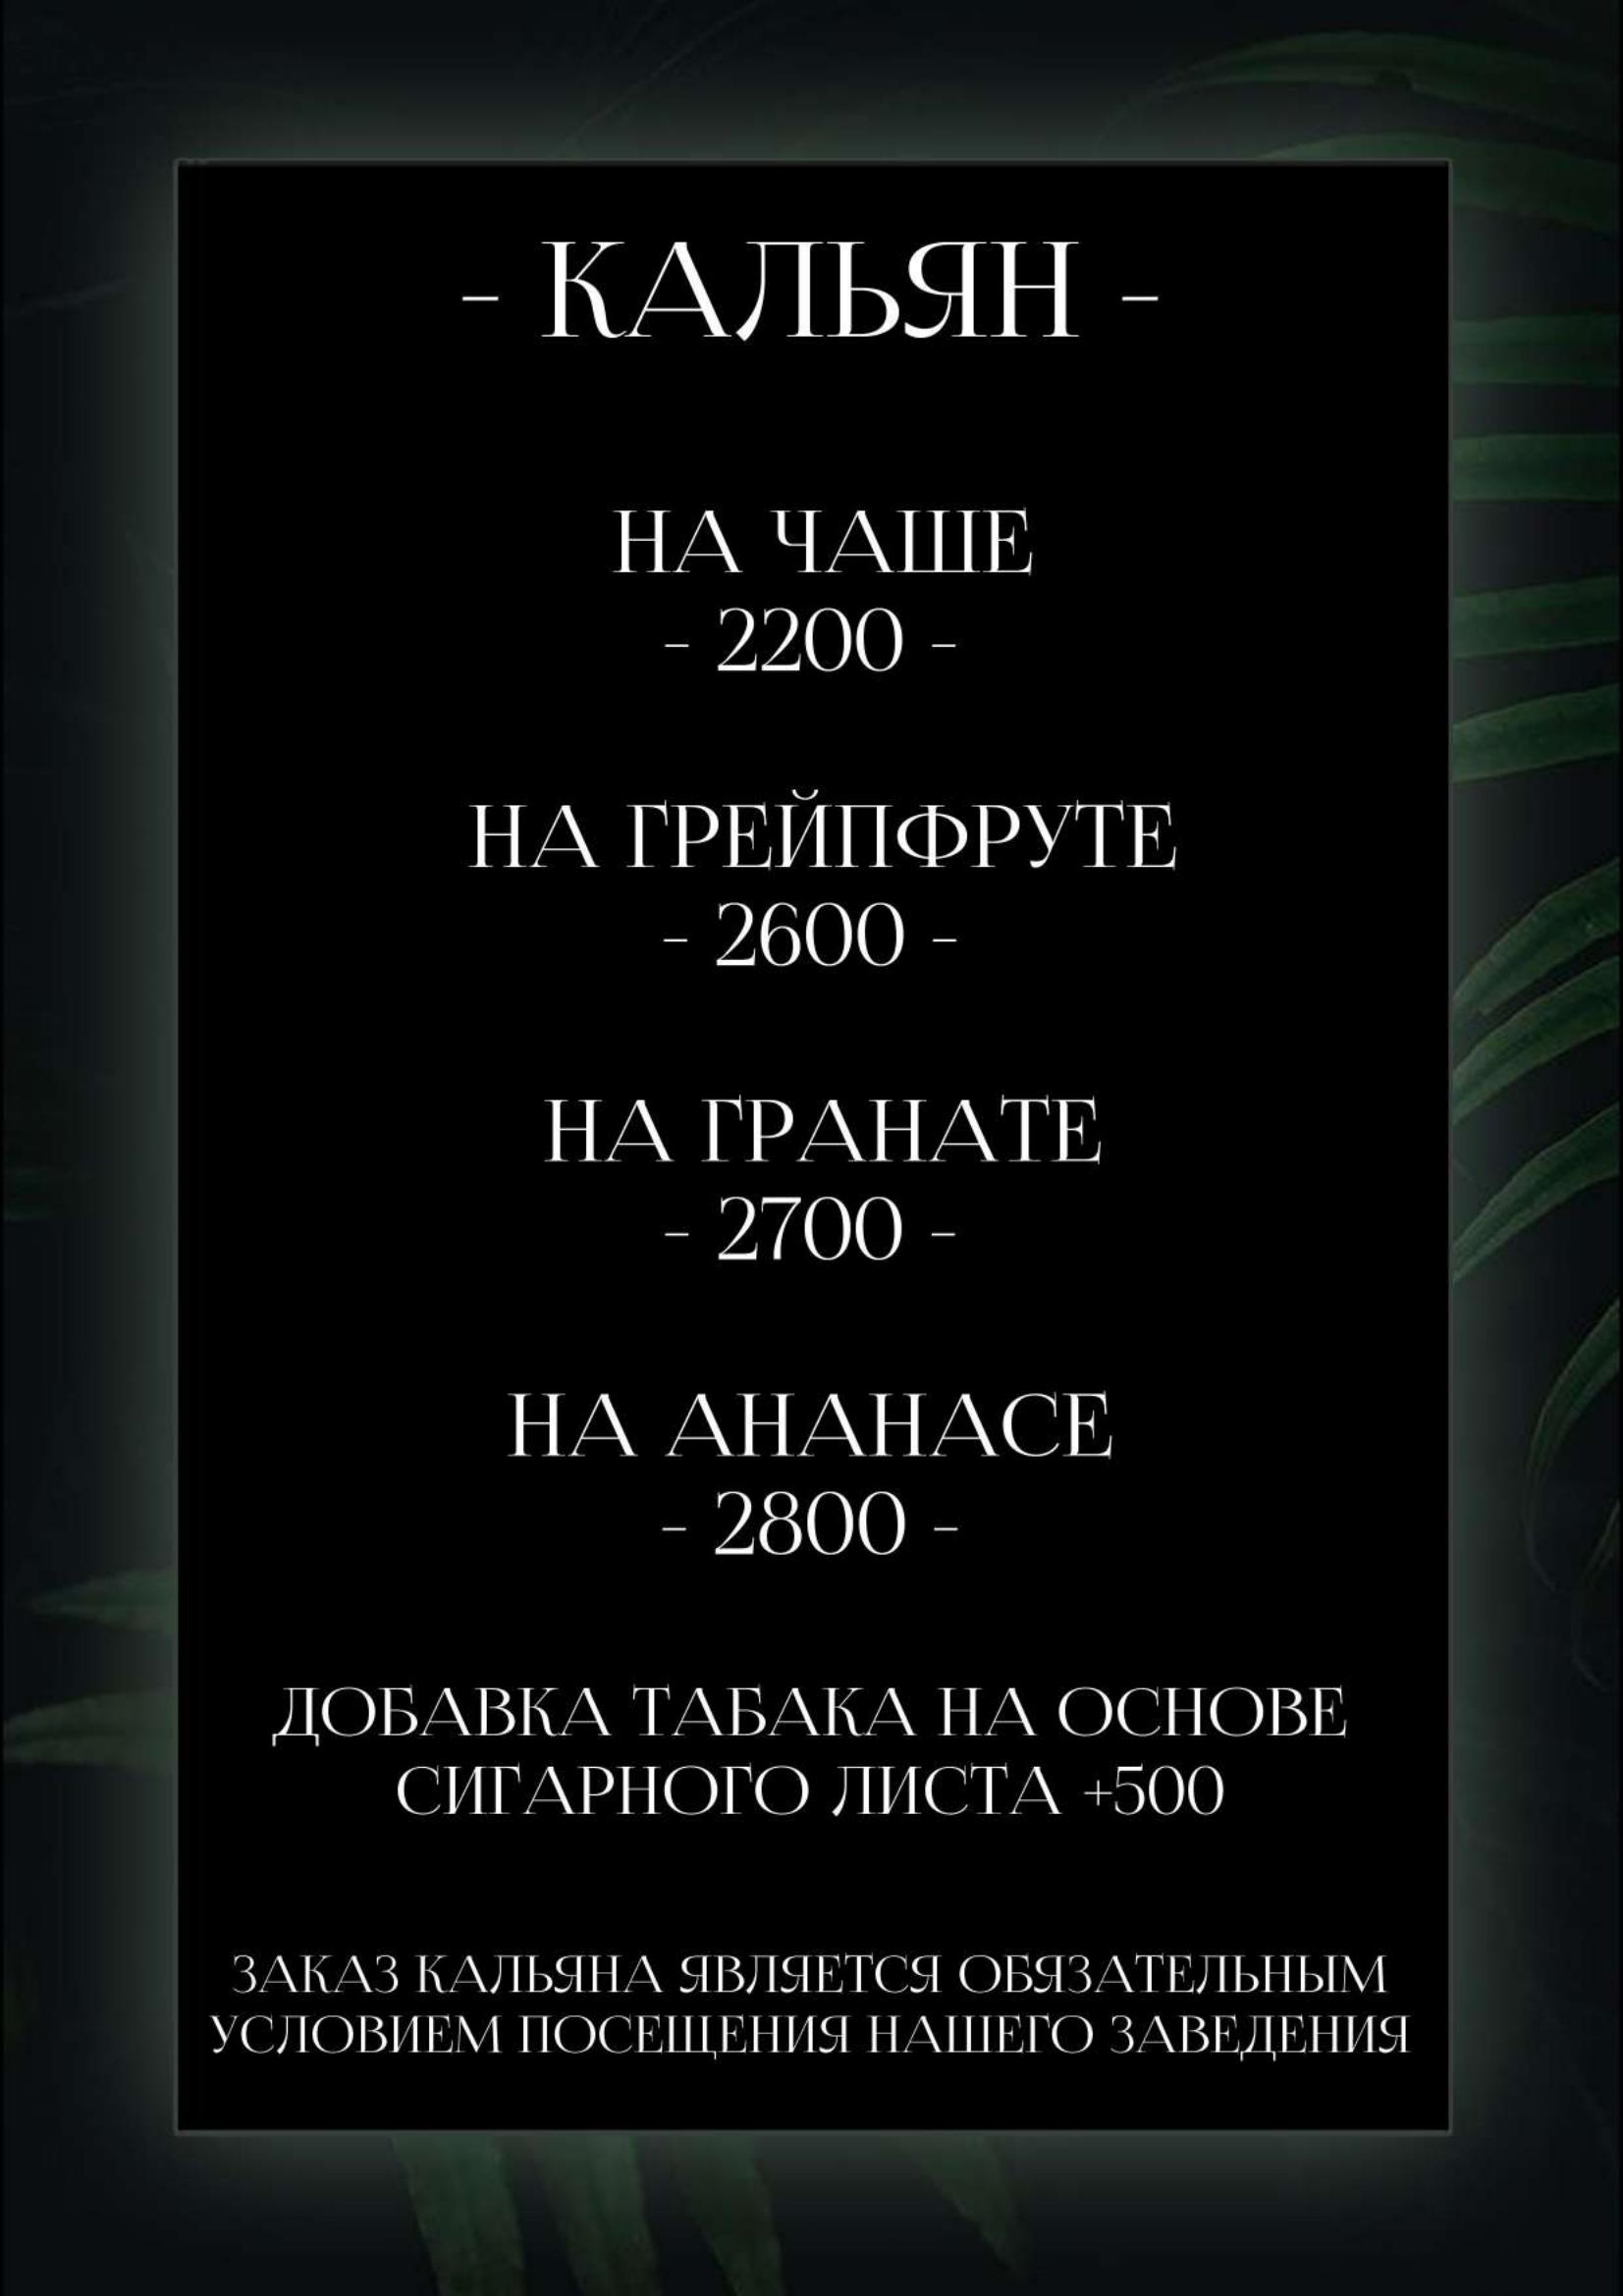 - КАЛЬЯН -
НА ЧАШЕ
- 2200 -
НА ГРЕЙПФРУТЕ
- 2600 -
НА ГРАНАТЕ
- 2700 -
НА АНАНАСЕ
- 2800 -
ДОБАВКА ТАБАКА НА ОСНОВЕ
СИГАРНОГО ЛИСТА +500
ЗАКАЗ КАЛЬЯНА ЯВЛЯЕТСЯ ОБЯЗАТЕЛЬНЫМ
УСЛОВИЕМ ПОСЕЩЕНИЯ НАШЕГО ЗАВЕДЕНИЯ